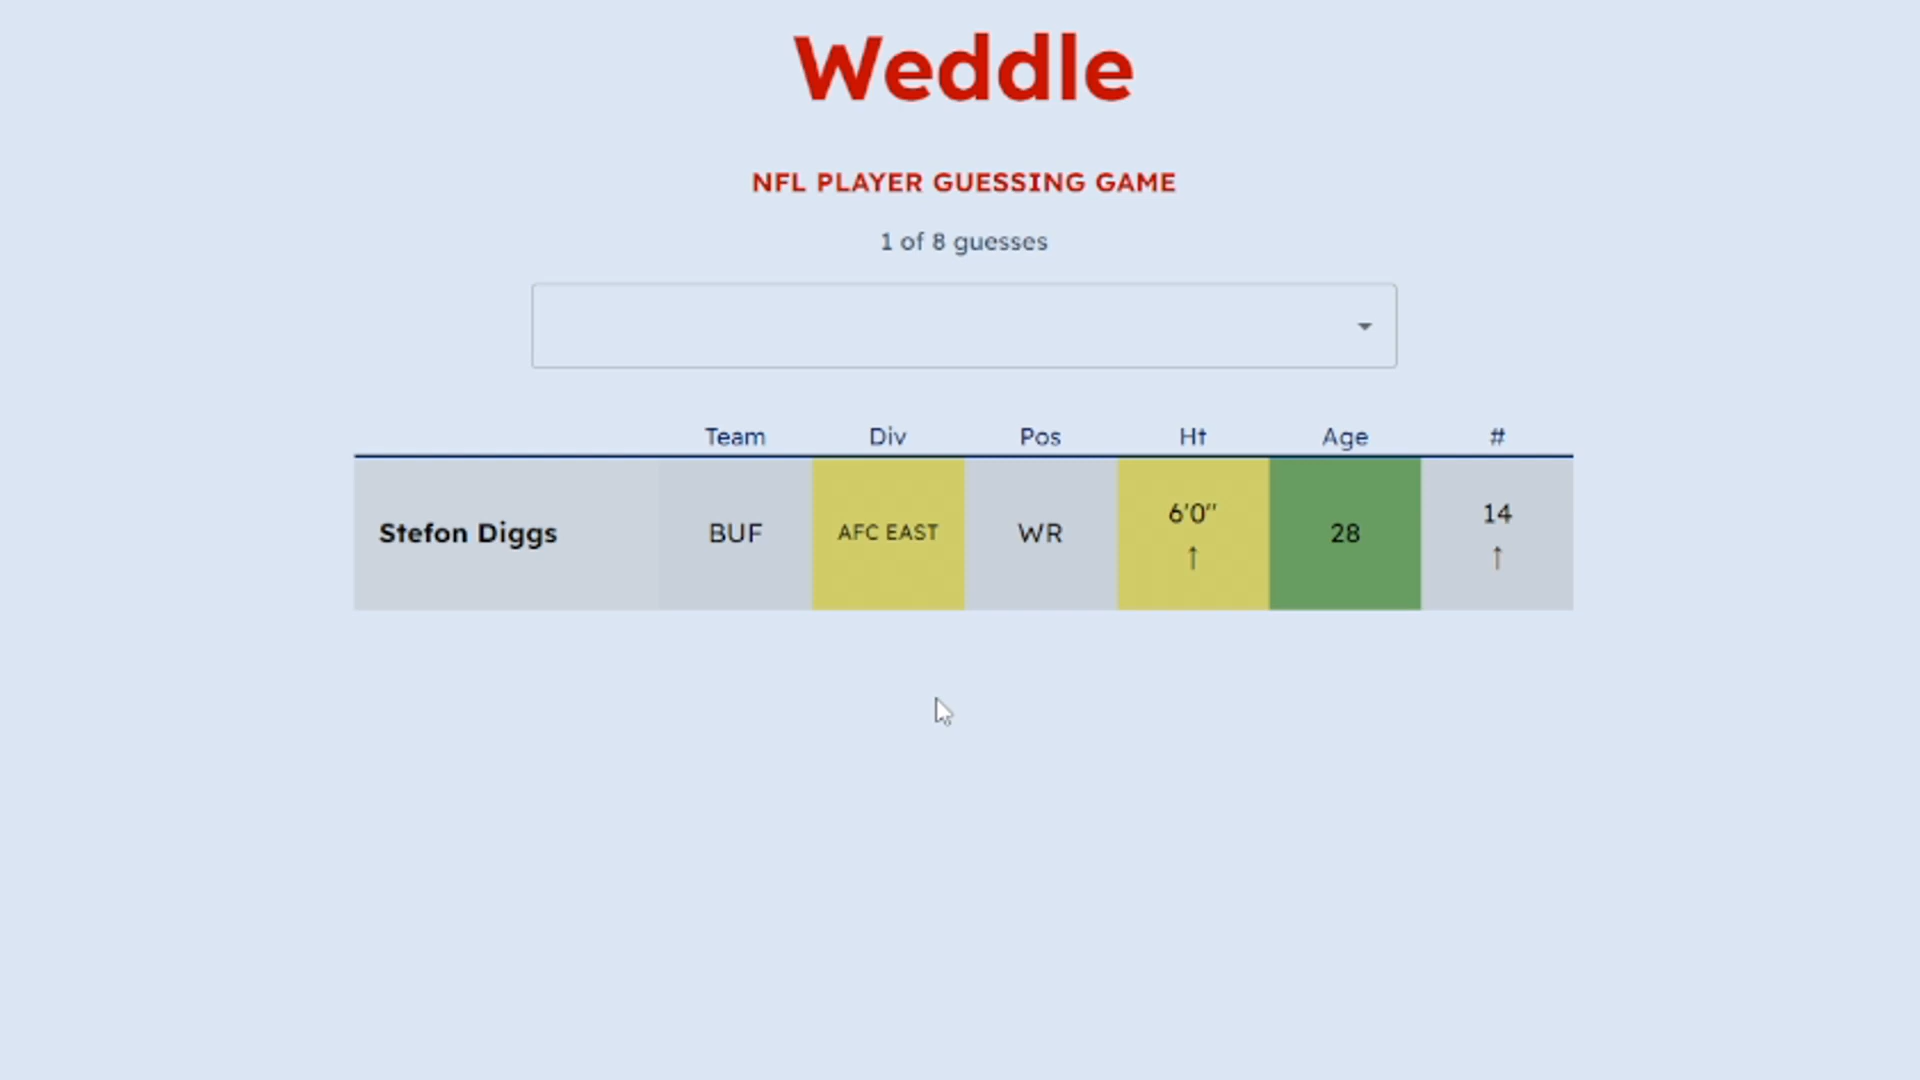 Weddle
NFL PLAYER GUESSING GAME
1 of 8 guesses
Team Div Pos Ht Age #
Stefon Diggs BUF AFC EAST WR 6'0" 28 14
↑ ↑